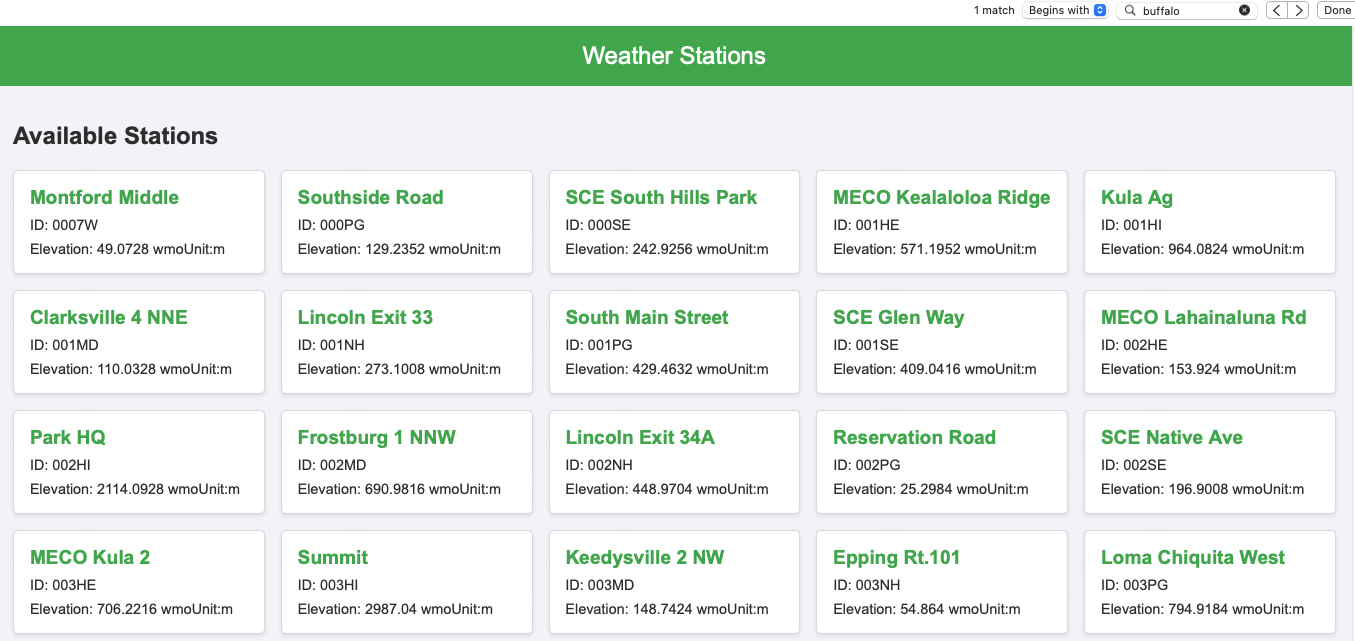 1 match Begins with buffalo Done
Weather Stations
Available Stations
Montford Middle
ID: 0007W
Elevation: 49.0728 wmoUnit:m
Southside Road
ID: 000PG
Elevation: 129.2352 wmoUnit:m
SCE South Hills Park
ID: 000SE
Elevation: 242.9256 wmoUnit:m
MECO Kealaloloa Ridge
ID: 001HE
Elevation: 571.1952 wmoUnit:m
Kula Ag
ID: 001HI
Elevation: 964.0824 wmoUnit:m
Clarksville 4 NNE
ID: 001MD
Elevation: 110.0328 wmoUnit:m
Lincoln Exit 33
ID: 001NH
Elevation: 273.1008 wmoUnit:m
South Main Street
ID: 001PG
Elevation: 429.4632 wmoUnit:m
SCE Glen Way
ID: 001SE
Elevation: 409.0416 wmoUnit:m
MECO Lahainaluna Rd
ID: 002HE
Elevation: 153.924 wmoUnit:m
Park HQ
ID: 002HI
Elevation: 2114.0928 wmoUnit:m
Frostburg 1 NNW
ID: 002MD
Elevation: 690.9816 wmoUnit:m
Lincoln Exit 34A
ID: 002NH
Elevation: 448.9704 wmoUnit:m
Reservation Road
ID: 002PG
Elevation: 25.2984 wmoUnit:m
SCE Native Ave
ID: 002SE
Elevation: 196.9008 wmoUnit:m
MECO Kula 2
ID: 003HE
Elevation: 706.2216 wmoUnit:m
Summit
ID: 003HI
Elevation: 2987.04 wmoUnit:m
Keedysville 2 NW
ID: 003MD
Elevation: 148.7424 wmoUnit:m
Epping Rt.101
ID: 003NH
Elevation: 54.864 wmoUnit:m
Loma Chiquita West
ID: 003PG
Elevation: 794.9184 wmoUnit:m